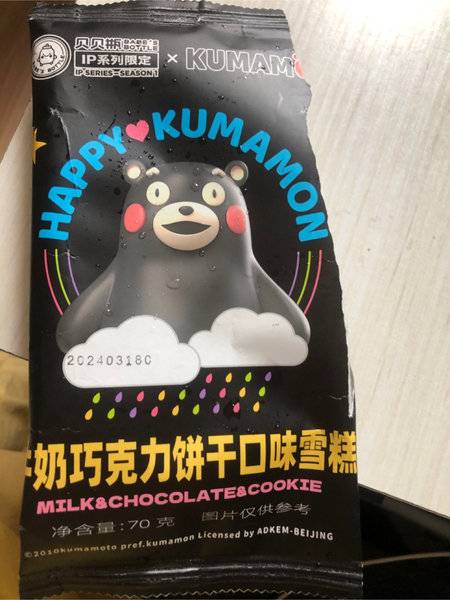 贝贝瓶 BABE'S BOTTLE
IP系列限定
IP SERIES-SEASON 1
× KUMAM
HAPPY KUMAMON
20240318C
奶巧克力饼干口味雪糕
MILK&CHOCOLATE&COOKIE
净含量:70克 图片仅供参考
©2010kumamoto pref.kumamon Licensed by ADKEM-BEIJING